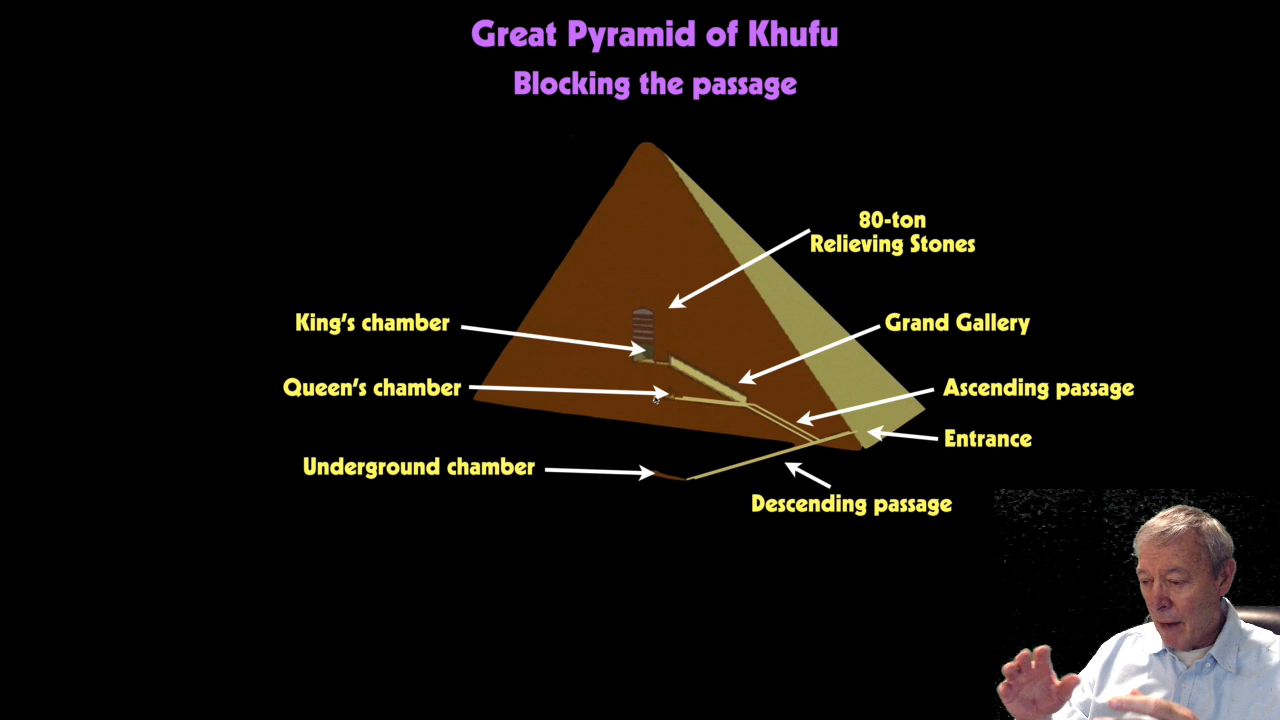 Great Pyramid of Khufu
Blocking the passage
80-ton
Relieving Stones
King's chamber
Grand Gallery
Queen's chamber
Ascending passage
Entrance
Underground chamber
Descending passage